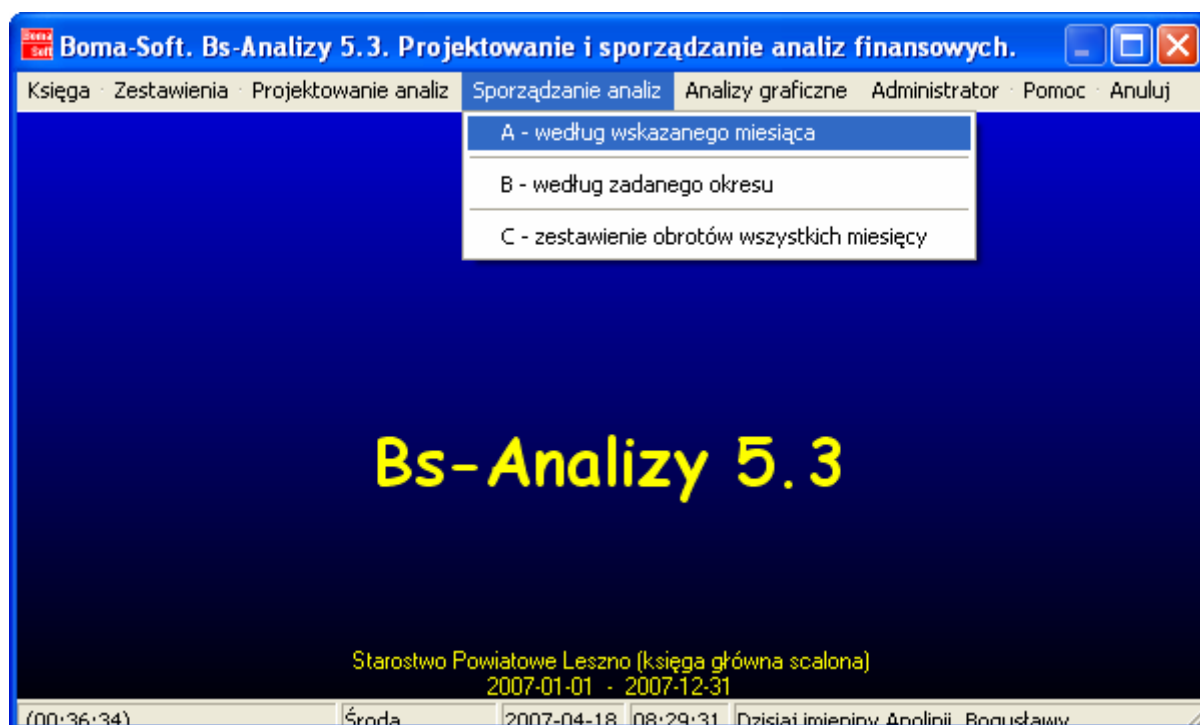 Boma Soft Boma-Soft. Bs-Analizy 5.3. Projektowanie i sporządzanie analiz finansowych.
Księga Zestawienia Projektowanie analiz Sporządzanie analiz Analizy graficzne Administrator Pomoc Anuluj
A - według wskazanego miesiąca
B - według zadanego okresu
C - zestawienie obrotów wszystkich miesięcy
Bs-Analizy 5.3
Starostwo Powiatowe Leszno (księga główna scalona)
2007-01-01 - 2007-12-31
(00:36:34) Środa 2007-04-18 08:29:31 Dzisiaj imieniny Apolinii, Bogusławy